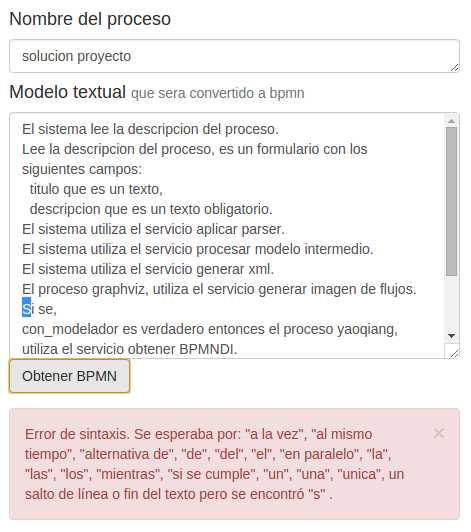 Nombre del proceso
solucion proyecto
Modelo textual que sera convertido a bpmn
El sistema lee la descripcion del proceso.
Lee la descripcion del proceso, es un formulario con los
siguientes campos:
titulo que es un texto,
descripcion que es un texto obligatorio.
El sistema utiliza el servicio aplicar parser.
El sistema utiliza el servicio procesar modelo intermedio.
El sistema utiliza el servicio generar xml.
El proceso graphviz, utiliza el servicio generar imagen de flujos.
Si se,
con_modelador es verdadero entonces el proceso yaoqiang,
utiliza el servicio obtener BPMNDI.
Obtener BPMN
Error de sintaxis. Se esperaba por: "a la vez", "al mismo
tiempo", "alternativa de", "de", "del", "el", "en paralelo", "la",
"las", "los", "mientras", "si se cumple", "un", "una", "unica", un
salto de línea o fin del texto pero se encontró "s" .
×